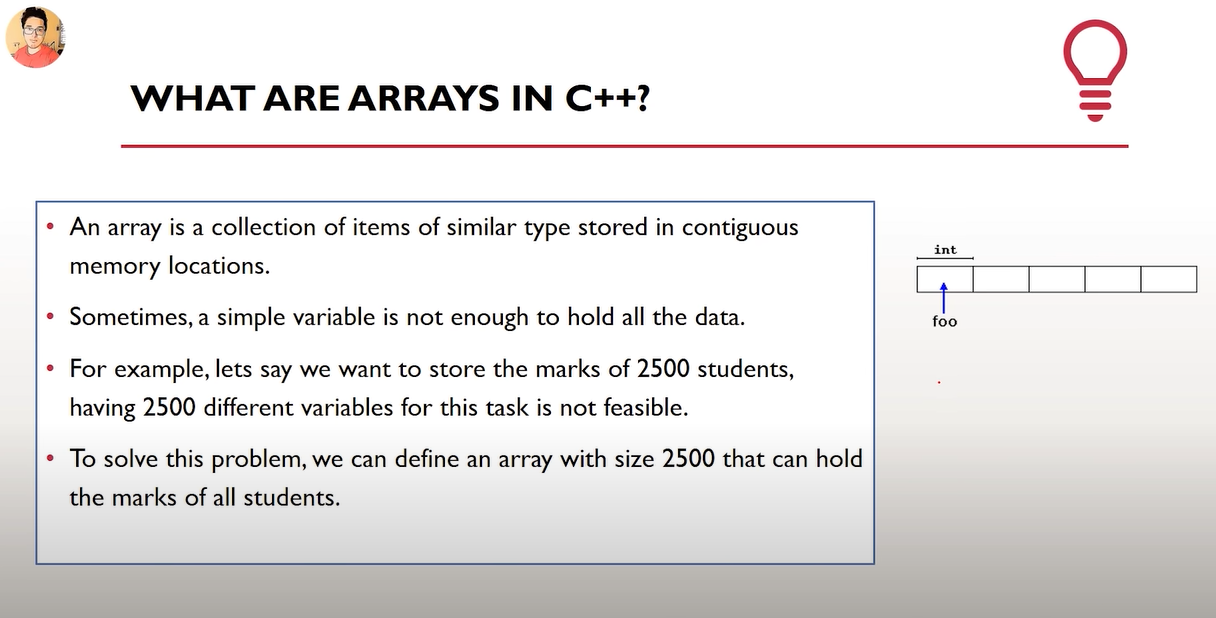 WHAT ARE ARRAYS IN C++?
• An array is a collection of items of similar type stored in contiguous
memory locations.
• Sometimes, a simple variable is not enough to hold all the data.
• For example, lets say we want to store the marks of 2500 students,
having 2500 different variables for this task is not feasible.
• To solve this problem, we can define an array with size 2500 that can hold
the marks of all students.
int
foo